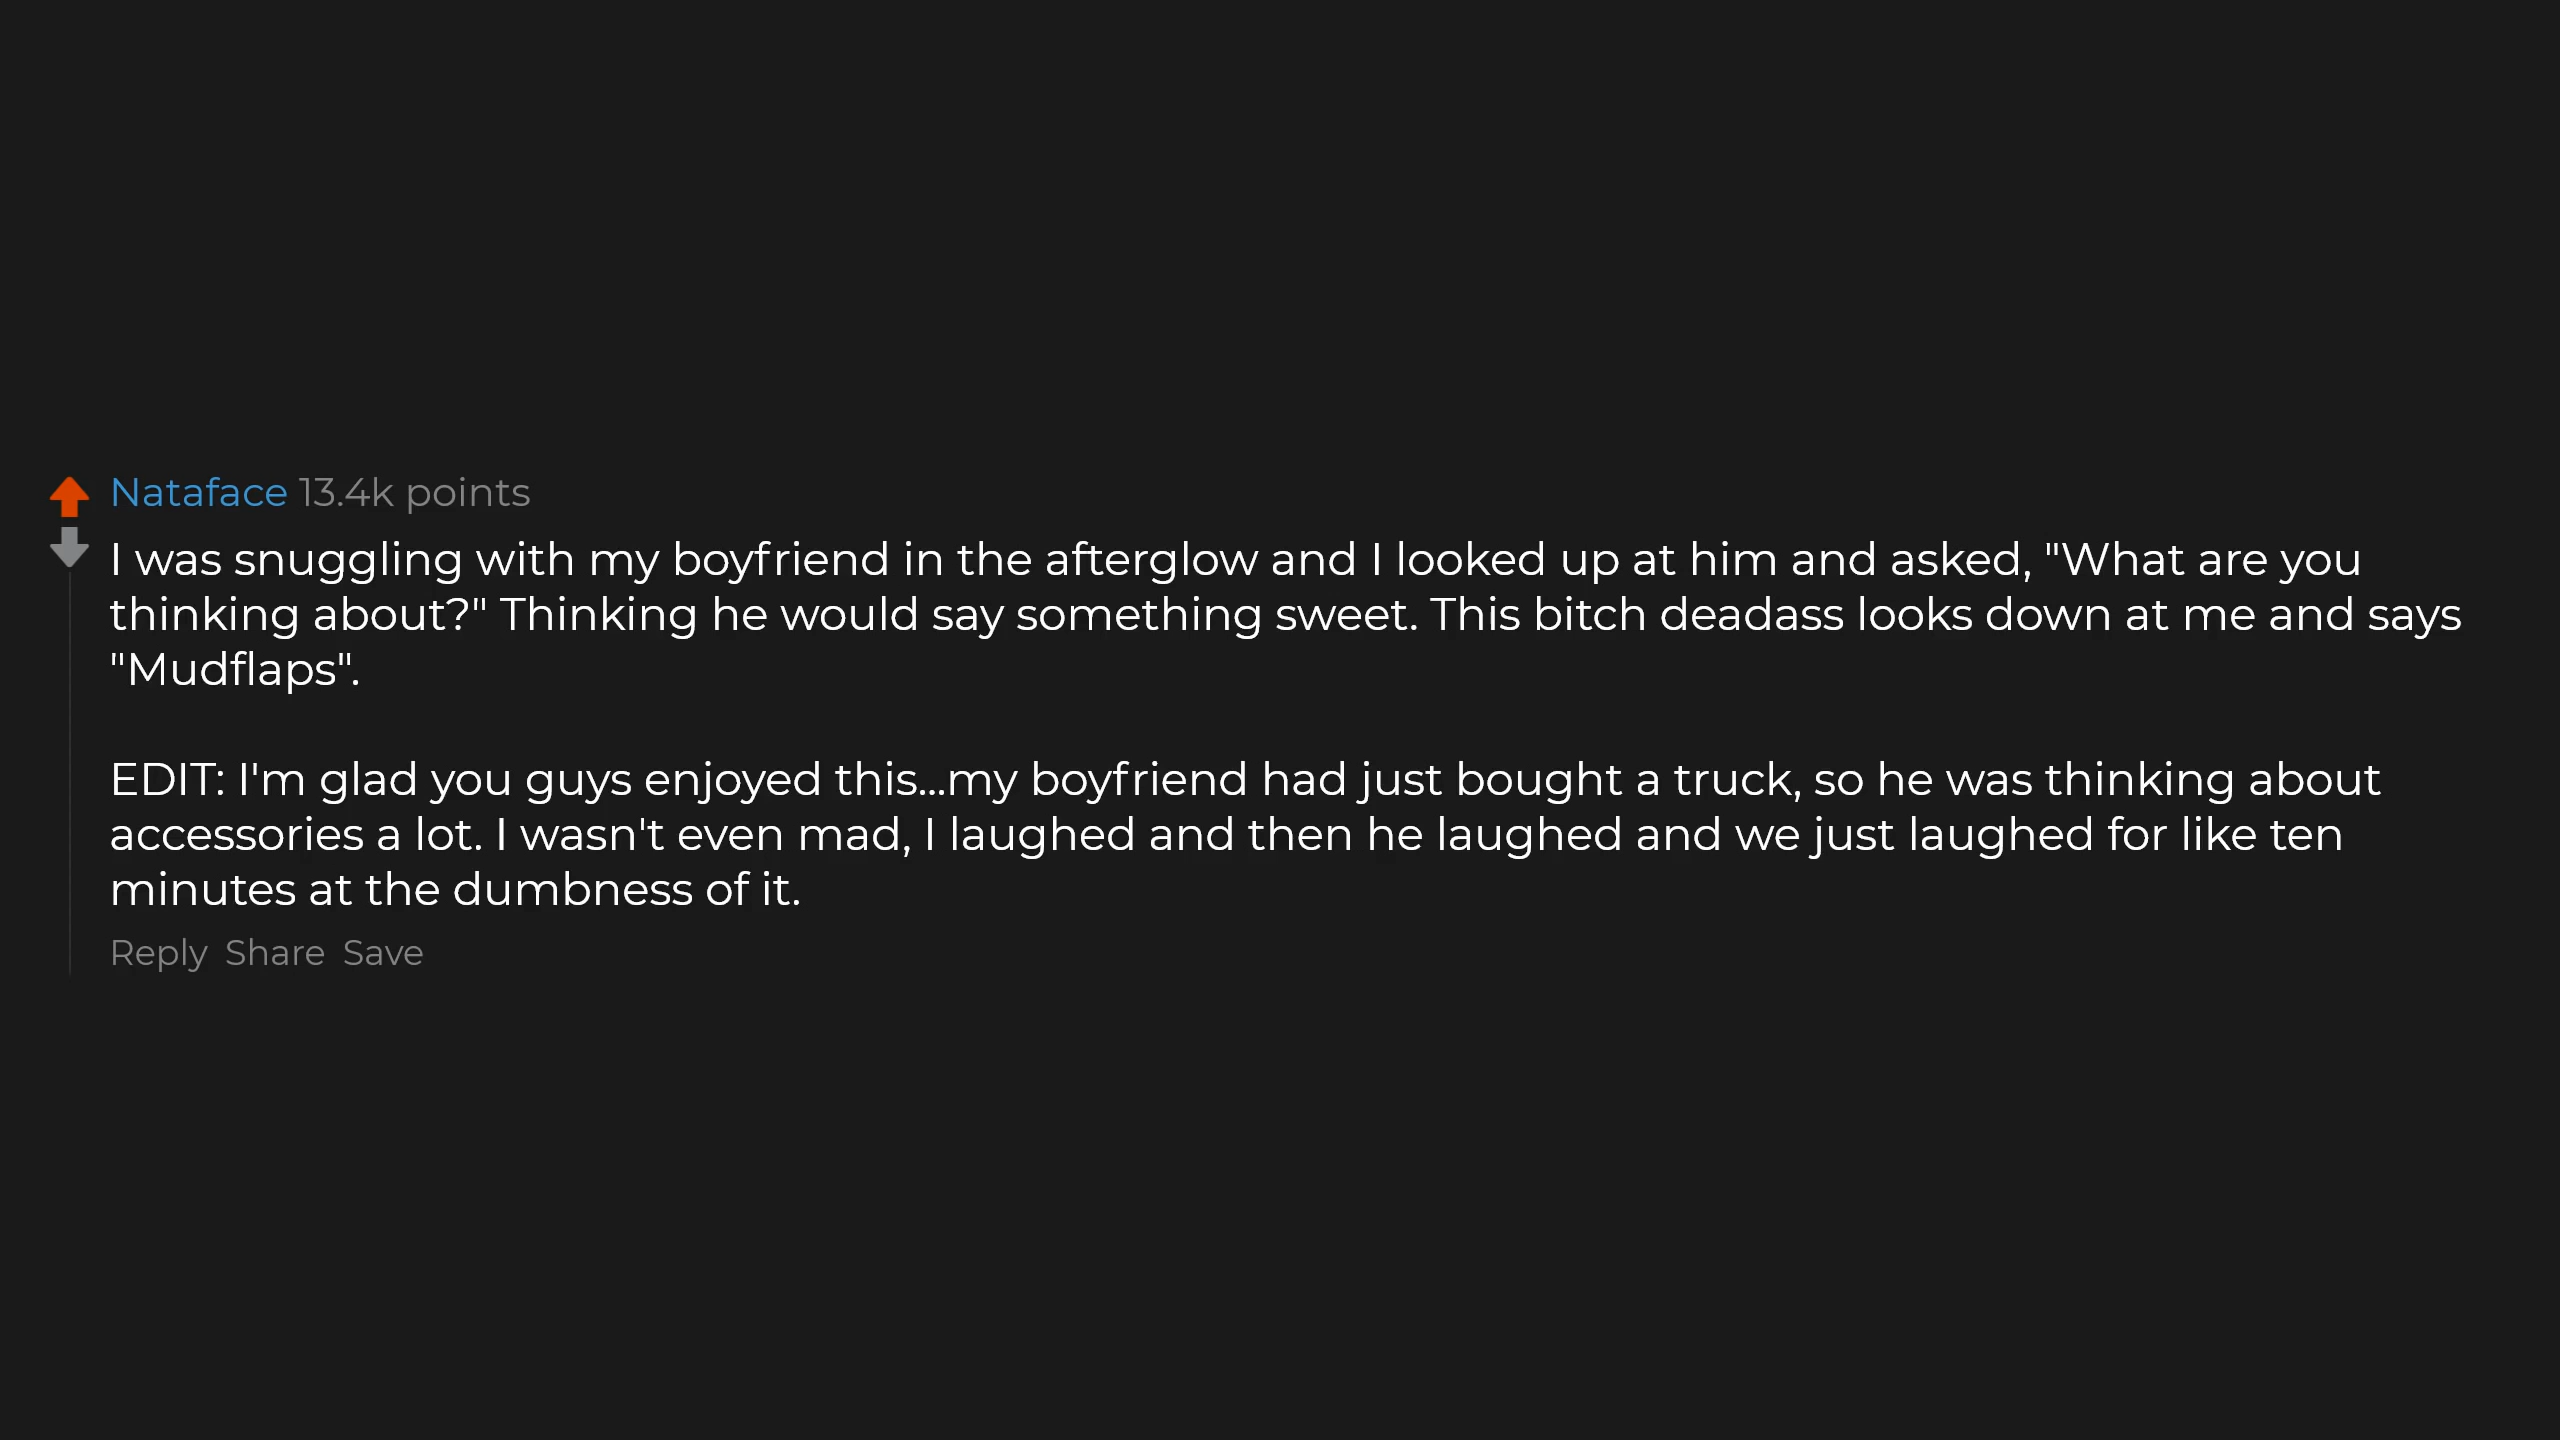 Nataface 13.4k points
I was snuggling with my boyfriend in the afterglow and I looked up at him and asked, "What are you
thinking about?" Thinking he would say something sweet. This bitch deadass looks down at me and says
"Mudflaps".
EDIT: I'm glad you guys enjoyed this...my boyfriend had just bought a truck, so he was thinking about
accessories a lot. I wasn't even mad, I laughed and then he laughed and we just laughed for like ten
minutes at the dumbness of it.
Reply Share Save